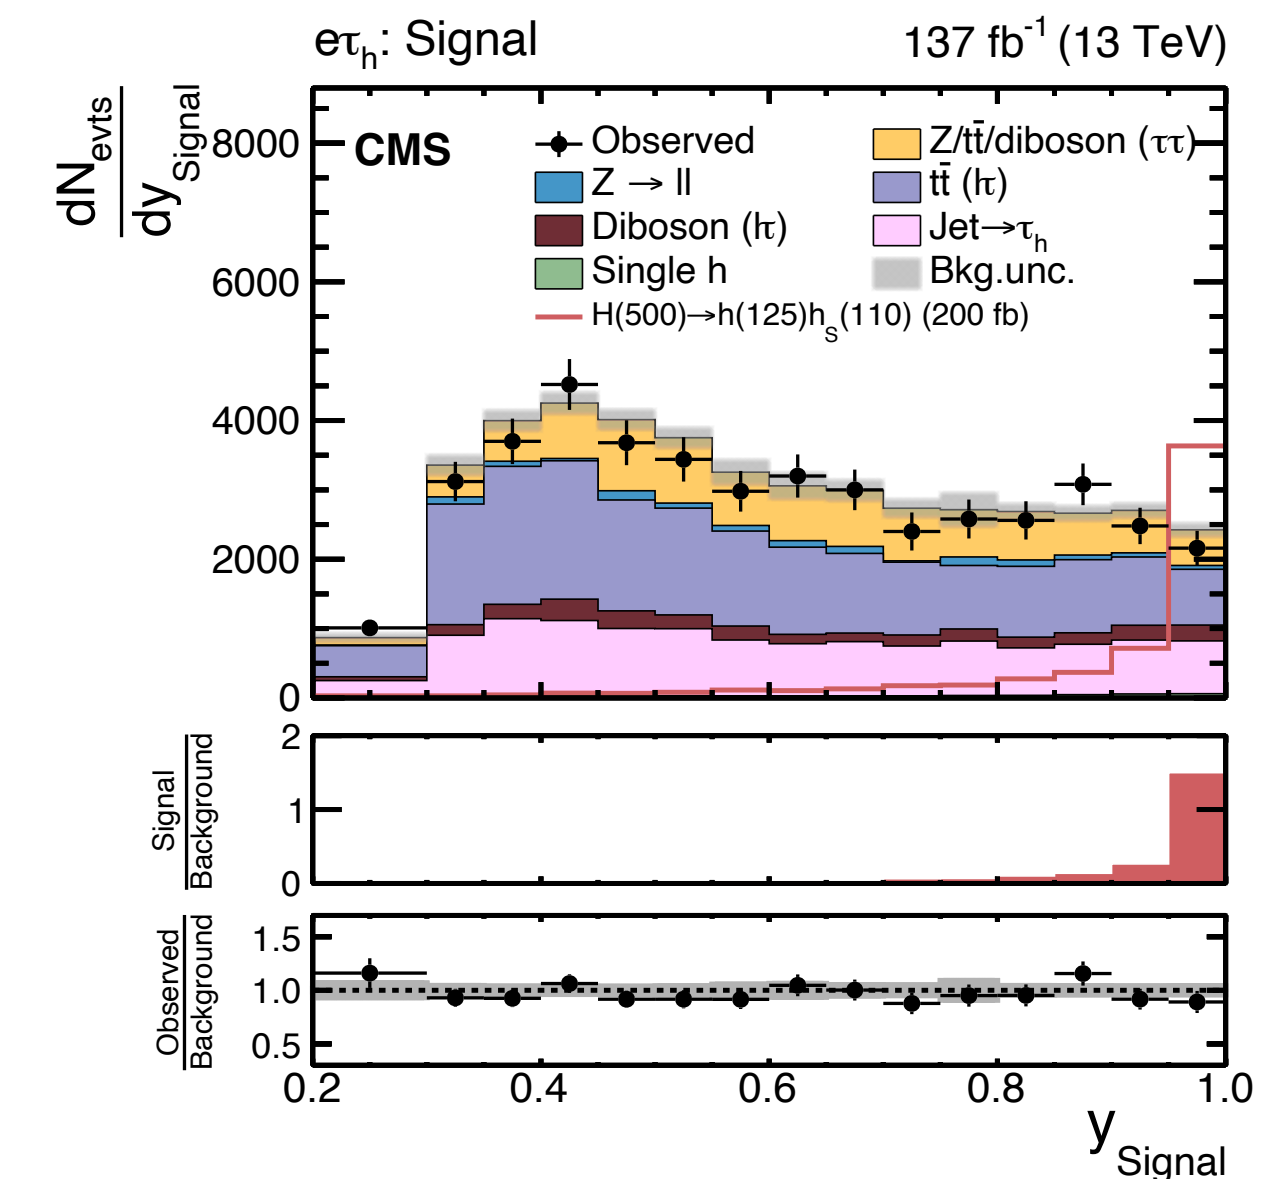 eτh: Signal 137 fb-1 (13 TeV)
dNevts
dySignal
CMS
Observed
Z/tt̄/diboson (ττ)
Z → ll
tt̄ (lτ)
Diboson (lτ)
Jet→τh
Single h
Bkg.unc.
H(500)→h(125)hS(110) (200 fb)
8000
6000
4000
2000
0
Signal
Background
2
1
0
Observed
Background
1.5
1.0
0.5
0.2 0.4 0.6 0.8 1.0
ySignal